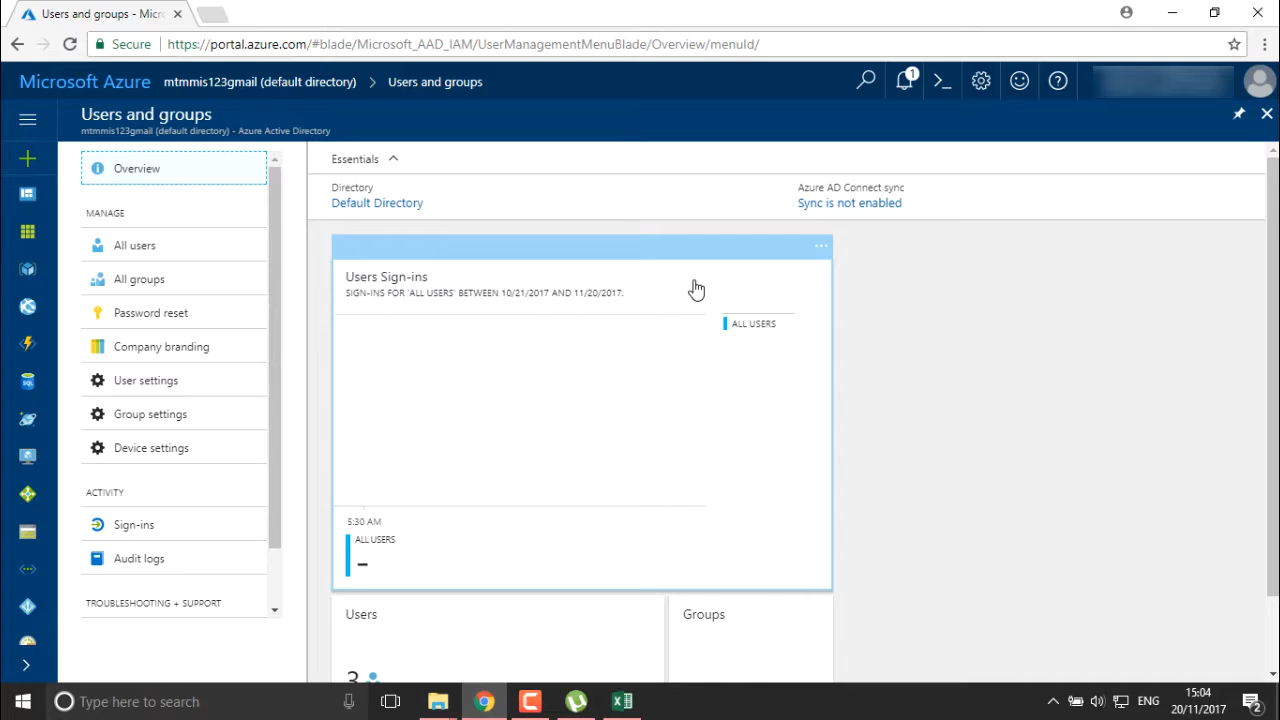 Users and groups - Micr
Secure
https://portal.azure.com/#blade/Microsoft_AAD_IAM/UserManagementMenuBlade/Overview/menuId/
Microsoft Azure
mtmmis123gmail (default directory)
Users and groups
1
Users and groups
mtmmis123gmail (default directory) - Azure Active Directory
Overview
MANAGE
All users
All groups
Password reset
Company branding
User settings
Group settings
Device settings
ACTIVITY
Sign-ins
Audit logs
TROUBLESHOOTING + SUPPORT
Essentials
Directory
Default Directory
Azure AD Connect sync
Sync is not enabled
Users Sign-ins
SIGN-INS FOR 'ALL USERS' BETWEEN 10/21/2017 AND 11/20/2017.
ALL USERS
5:30 AM
ALL USERS
–
Users
3
Groups
SQL
Type here to search
ENG
15:04
20/11/2017
2